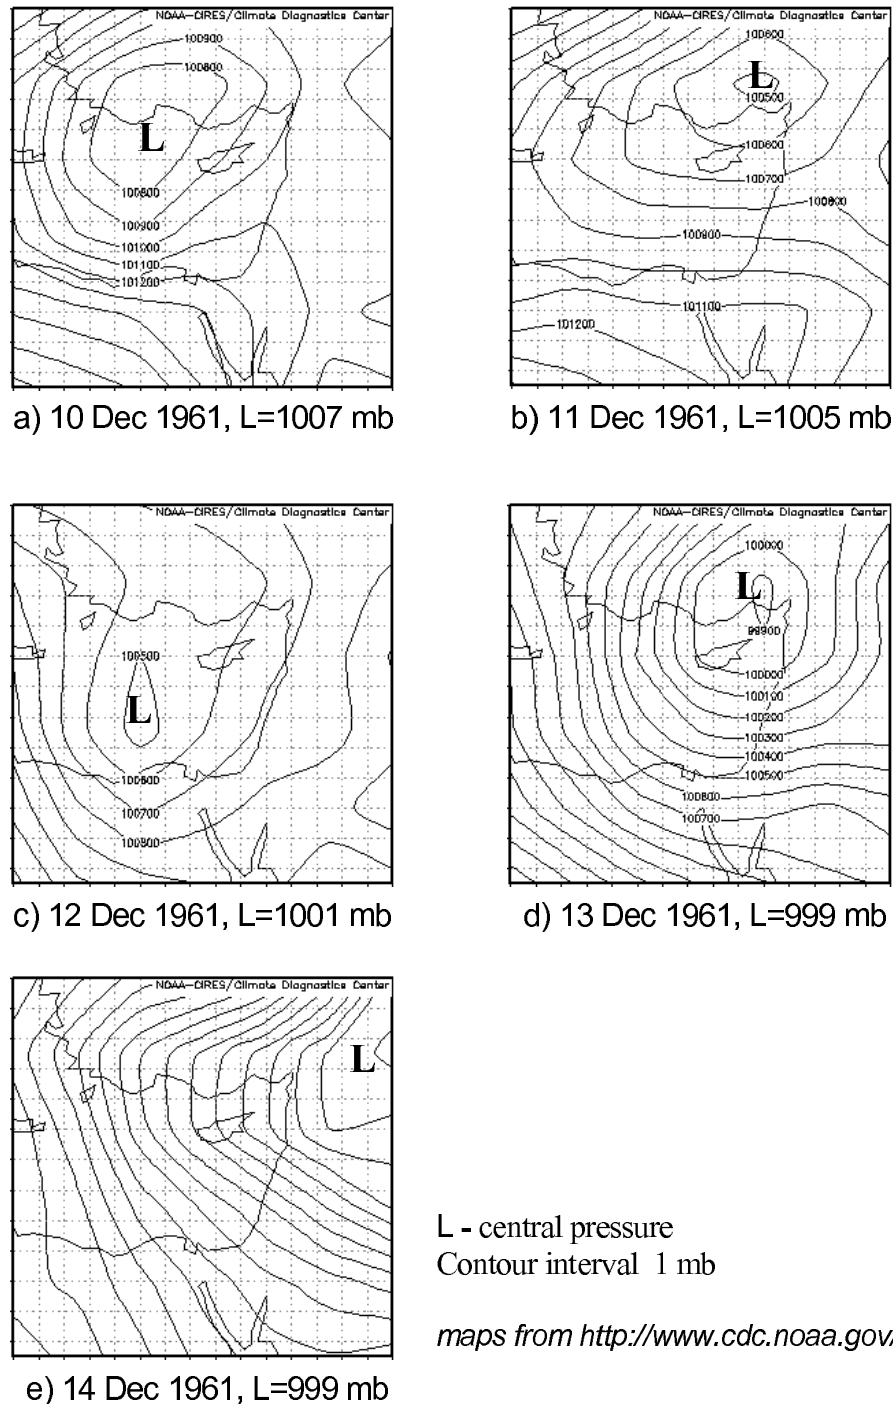 NOAA-CIRES/Climate Diagnostics Center
100900
100800
L
100800
100900
101000
101100
101200
a) 10 Dec 1961, L=1007 mb
NOAA-CIRES/Climate Diagnostics Center
100600
L
100500
100600
100700
100800
100900
101100
101200
b) 11 Dec 1961, L=1005 mb
NOAA-CIRES/Climate Diagnostics Center
100500
L
100600
100700
100800
c) 12 Dec 1961, L=1001 mb
NOAA-CIRES/Climate Diagnostics Center
100000
L
99900
100000
100100
100200
100300
100400
100500
100600
100700
d) 13 Dec 1961, L=999 mb
NOAA-CIRES/Climate Diagnostics Center
L
e) 14 Dec 1961, L=999 mb
L - central pressure
Contour interval 1 mb
maps from http://www.cdc.noaa.gov/